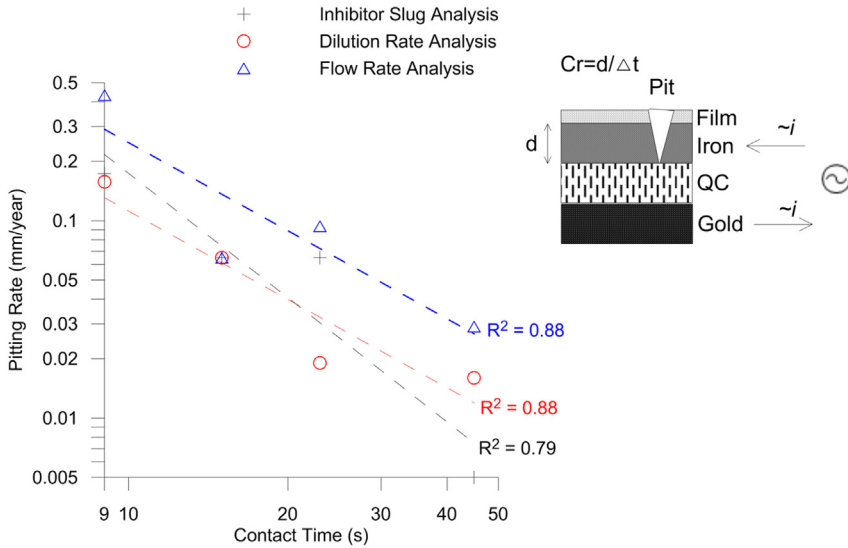 Inhibitor Slug Analysis
Dilution Rate Analysis
Flow Rate Analysis
Cr=d/△t
Pit
Film
d
Iron
~i
QC
Gold
~i
Pitting Rate (mm/year)
0.5
0.3
0.2
0.1
0.05
0.03
0.02
0.01
0.005
R² = 0.88
R² = 0.88
R² = 0.79
9 10 20 30 40 50
Contact Time (s)